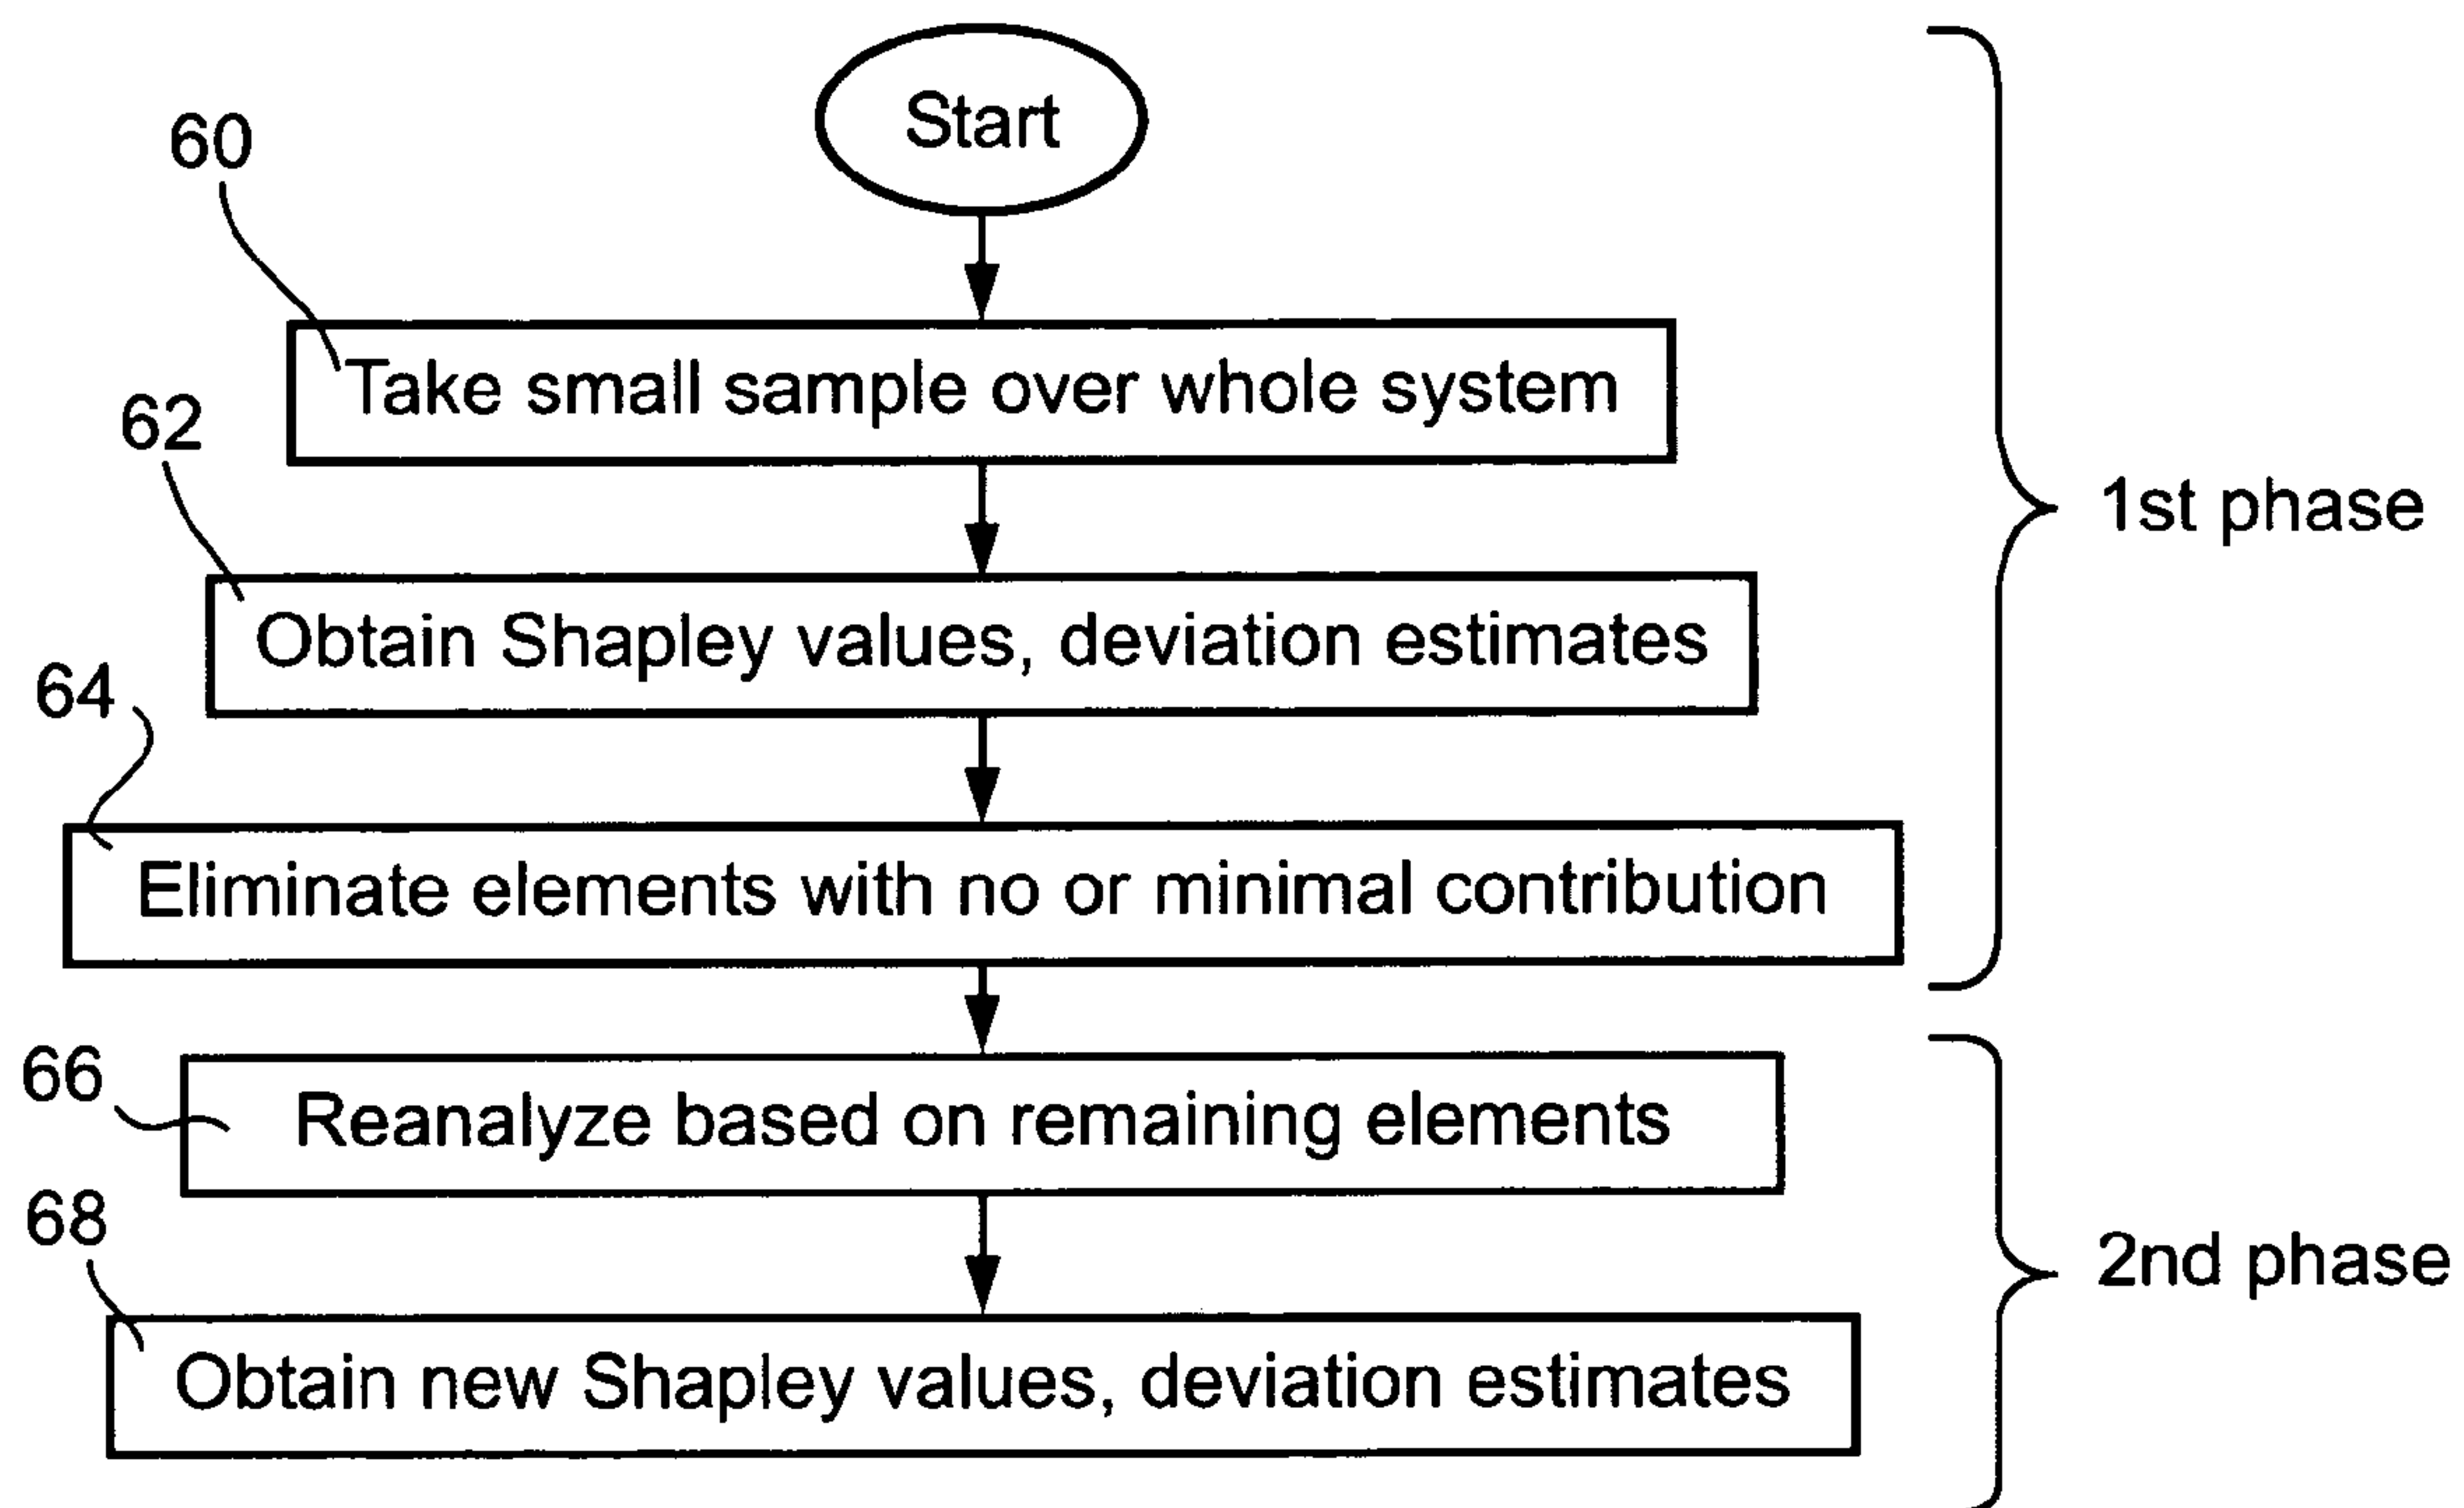 Start
60
Take small sample over whole system
62
Obtain Shapley values, deviation estimates
1st phase
64
Eliminate elements with no or minimal contribution
66
Reanalyze based on remaining elements
68
Obtain new Shapley values, deviation estimates
2nd phase